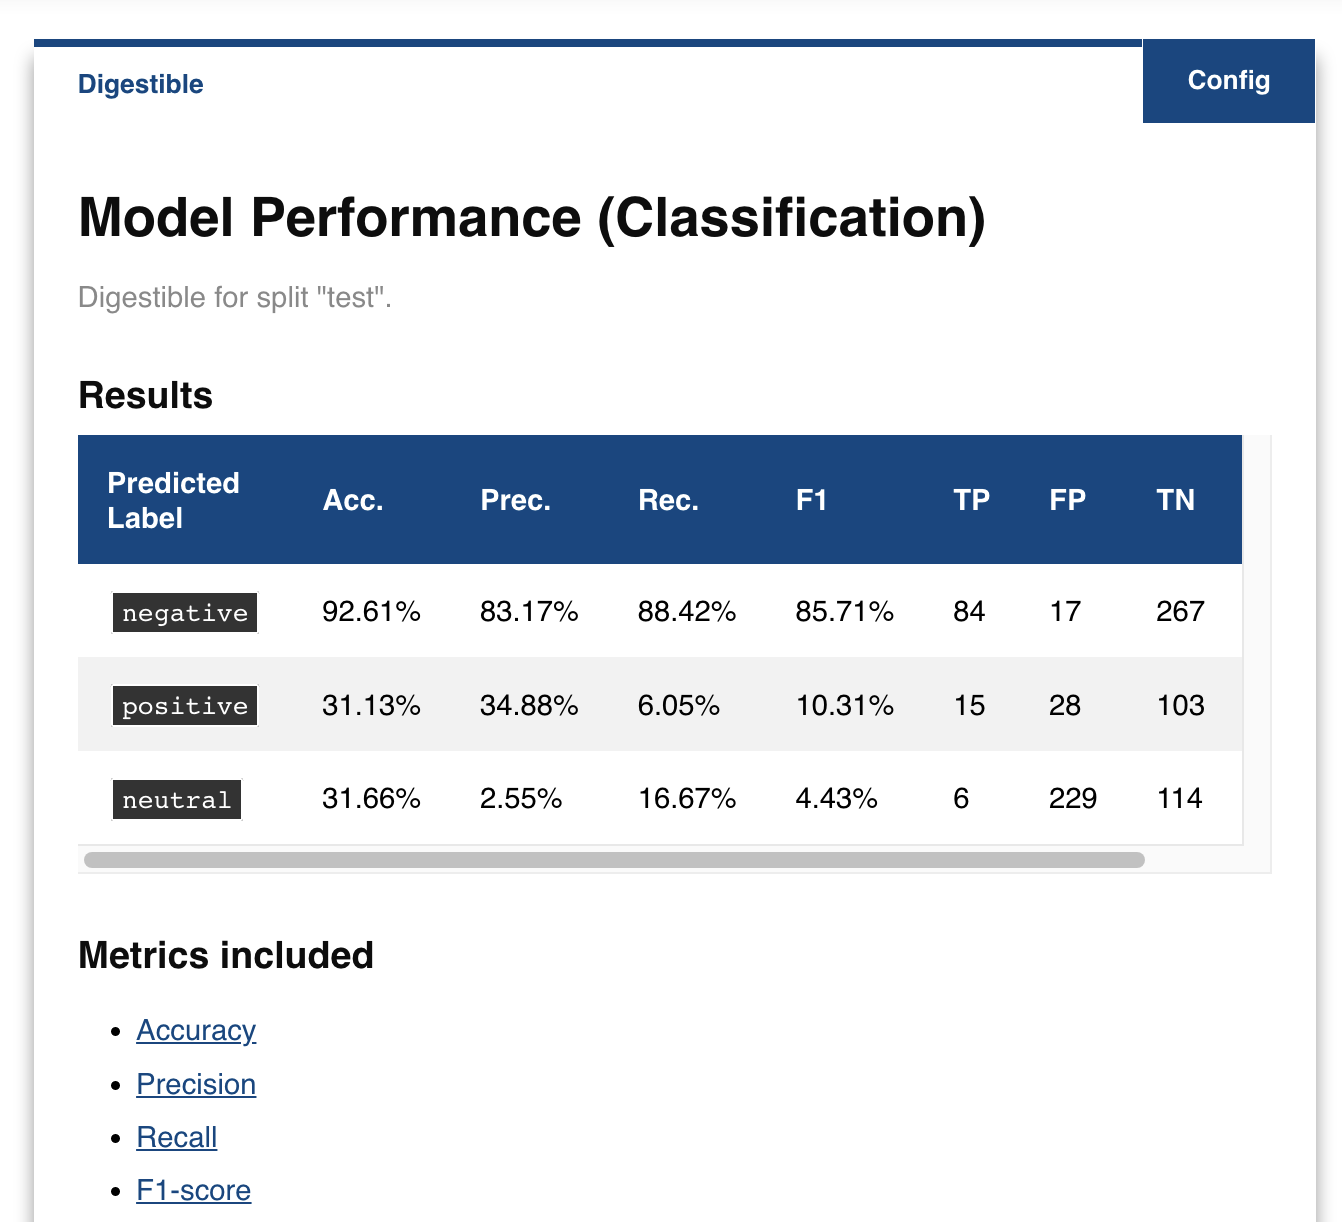 Digestible
Config
Model Performance (Classification)
Digestible for split "test".
Results
Predicted Label Acc. Prec. Rec. F1 TP FP TN
negative 92.61% 83.17% 88.42% 85.71% 84 17 267
positive 31.13% 34.88% 6.05% 10.31% 15 28 103
neutral 31.66% 2.55% 16.67% 4.43% 6 229 114
Metrics included
Accuracy
Precision
Recall
F1-score